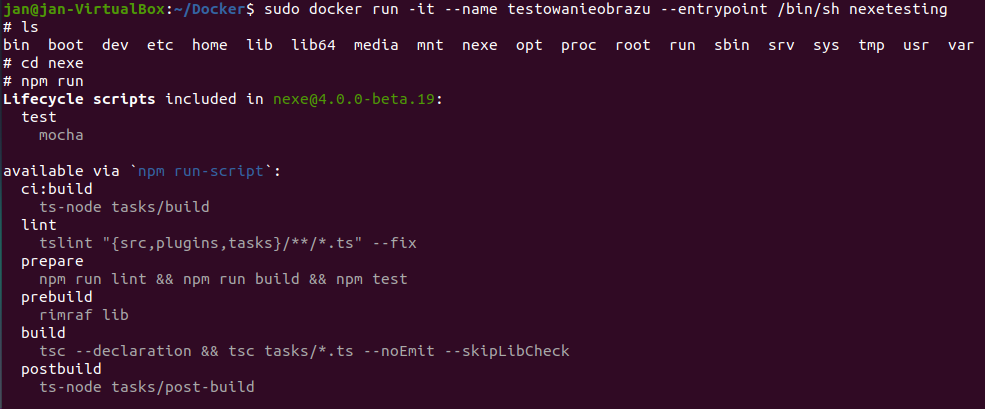 jan@jan-VirtualBox:~/Docker$ sudo docker run -it --name testowanieobrazu --entrypoint /bin/sh nexetesting
# ls
bin  boot  dev  etc  home  lib  lib64  media  mnt  nexe  opt  proc  root  run  sbin  srv  sys  tmp  usr  var
# cd nexe
# npm run
Lifecycle scripts included in nexe@4.0.0-beta.19:
  test
    mocha

available via `npm run-script`:
  ci:build
    ts-node tasks/build
  lint
    tslint "{src,plugins,tasks}/**/*.ts" --fix
  prepare
    npm run lint && npm run build && npm test
  prebuild
    rimraf lib
  build
    tsc --declaration && tsc tasks/*.ts --noEmit --skipLibCheck
  postbuild
    ts-node tasks/post-build